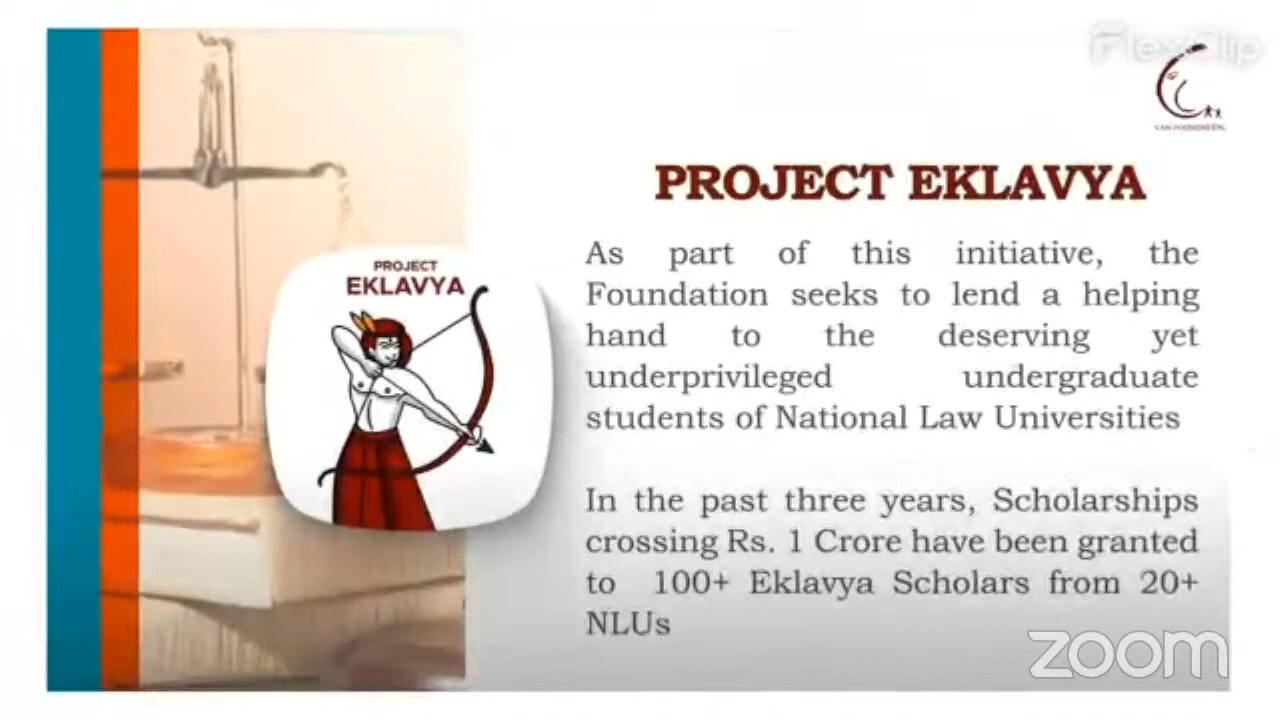 FlexClip
PROJECT EKLAVYA
PROJECT
EKLAVYA
As part of this initiative, the
Foundation seeks to lend a helping
hand to the deserving yet
underprivileged undergraduate
students of National Law Universities
In the past three years, Scholarships
crossing Rs. 1 Crore have been granted
to 100+ Eklavya Scholars from 20+
NLUs
zoom